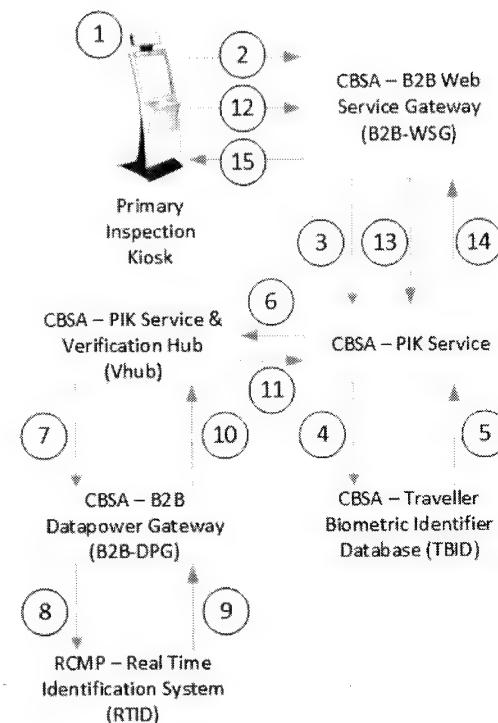 1
2
CBSA – B2B Web
Service Gateway
(B2B-WSG)
12
15
Primary
Inspection
Kiosk
3
13
14
6
CBSA – PIK Service &
Verification Hub
(Vhub)
CBSA – PIK Service
11
7
10
4
5
CBSA – B2B
Datapower Gateway
(B2B-DPG)
CBSA – Traveller
Biometric Identifier
Database (TBID)
8
9
RCMP – Real Time
Identification System
(RTID)